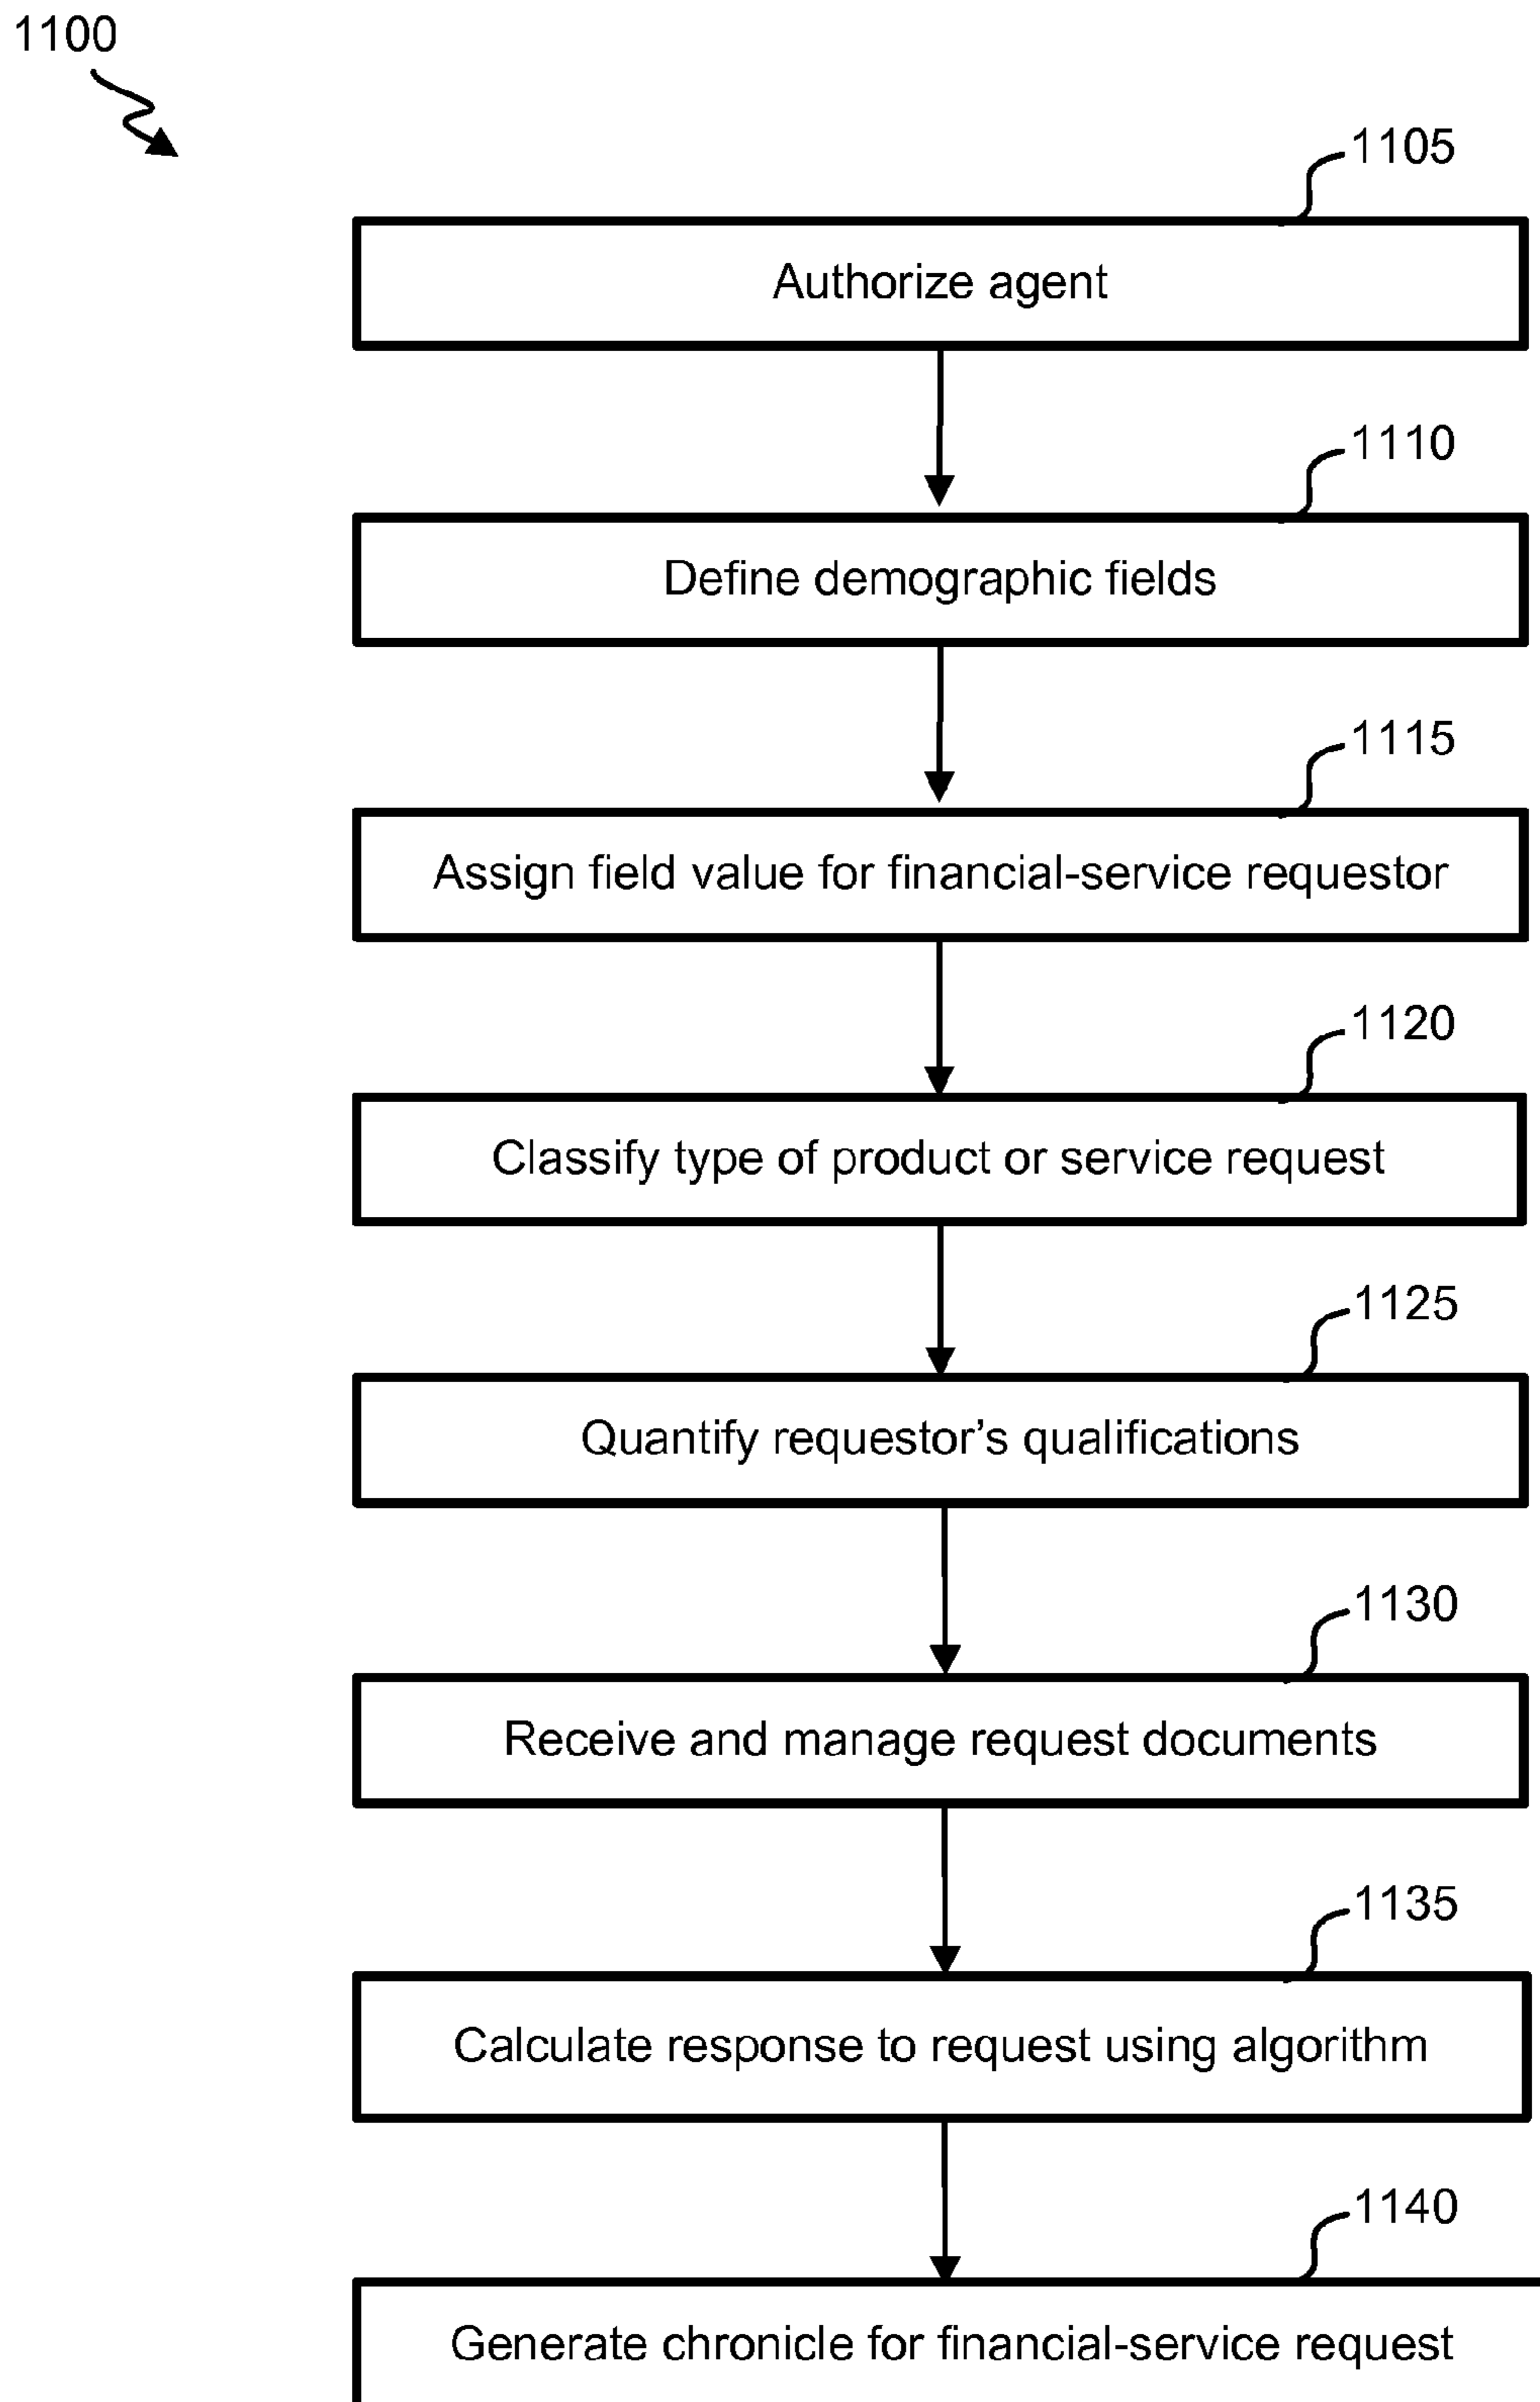 1100
1105
Authorize agent
1110
Define demographic fields
1115
Assign field value for financial-service requestor
1120
Classify type of product or service request
1125
Quantify requestor’s qualifications
1130
Receive and manage request documents
1135
Calculate response to request using algorithm
1140
Generate chronicle for financial-service request